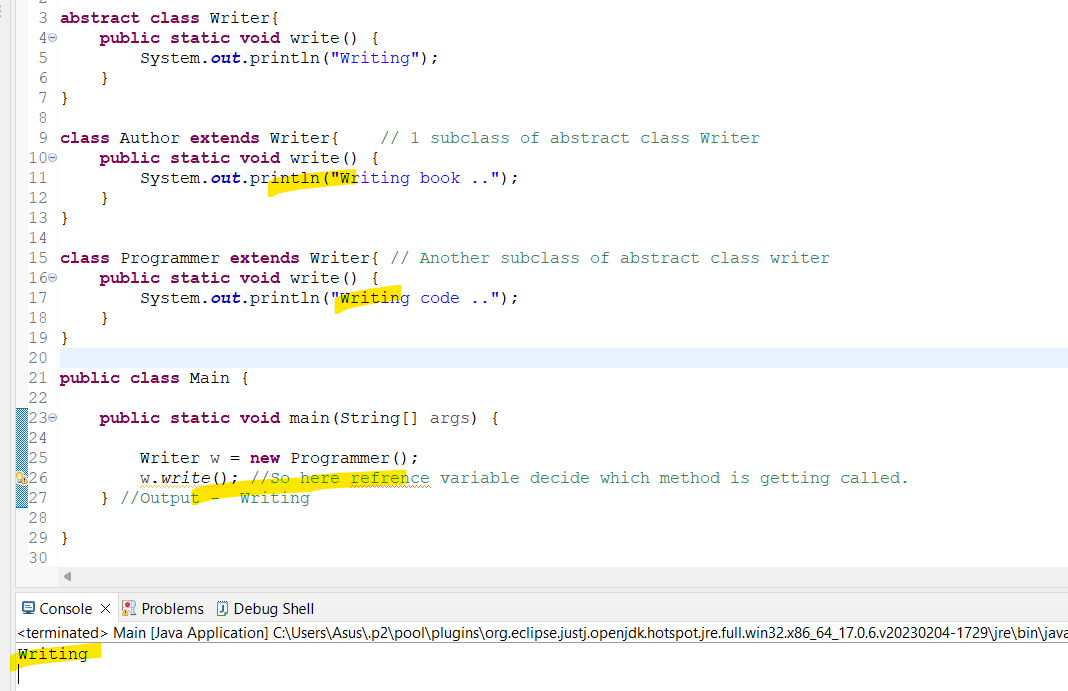 3 abstract class Writer{
4 public static void write() {
5 System.out.println("Writing");
6 }
7 }
8
9 class Author extends Writer{ // 1 subclass of abstract class Writer
10 public static void write() {
11 System.out.println("Writing book ..");
12 }
13 }
14
15 class Programmer extends Writer{ // Another subclass of abstract class writer
16 public static void write() {
17 System.out.println("Writing code ..");
18 }
19 }
20
21 public class Main {
22
23 public static void main(String[] args) {
24
25 Writer w = new Programmer();
26 w.write(); //So here refrence variable decide which method is getting called.
27 } //Output - Writing
28
29 }
30
Console Problems Debug Shell
<terminated> Main [Java Application] C:\Users\Asus\.p2\pool\plugins\org.eclipse.justj.openjdk.hotspot.jre.full.win32.x86_64_17.0.6.v20230204-1729\jre\bin\java
Writing